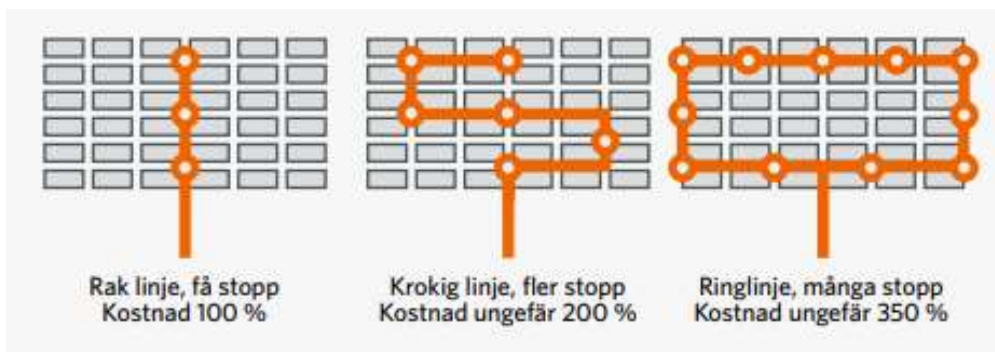 Rak linje, få stopp
Kostnad 100 %
Krokig linje, fler stopp
Kostnad ungefär 200 %
Ringlinje, många stopp
Kostnad ungefär 350 %